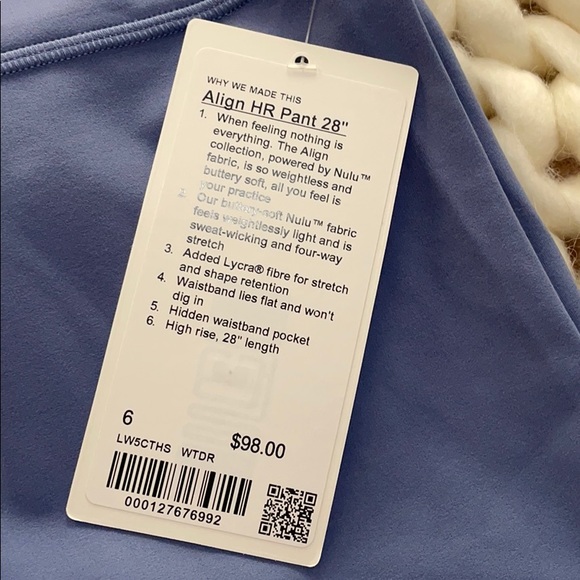 WHY WE MADE THIS
Align HR Pant 28"
1. When feeling nothing is
everything. The Align
collection, powered by Nulu™
fabric, is so weightless and
buttery soft, all you feel is
your practice
2. Our buttery-soft Nulu™ fabric
feels weightlessly light and is
sweat-wicking and four-way
stretch
3. Added Lycra® fibre for stretch
and shape retention
4. Waistband lies flat and won't
dig in
5. Hidden waistband pocket
6. High rise, 28" length
6
LW5CTHS WTDR $98.00
000127676992